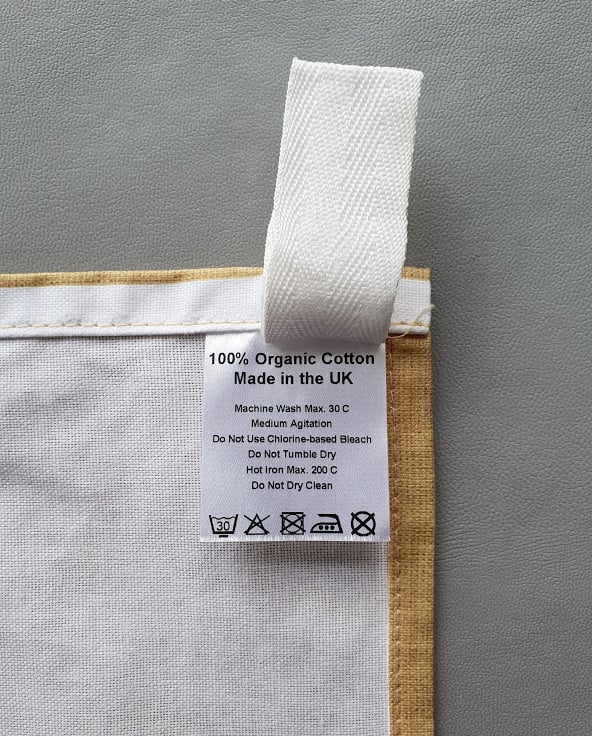 100% Organic Cotton
Made in the UK
Machine Wash Max. 30 C
Medium Agitation
Do Not Use Chlorine-based Bleach
Do Not Tumble Dry
Hot Iron Max. 200 C
Do Not Dry Clean
30